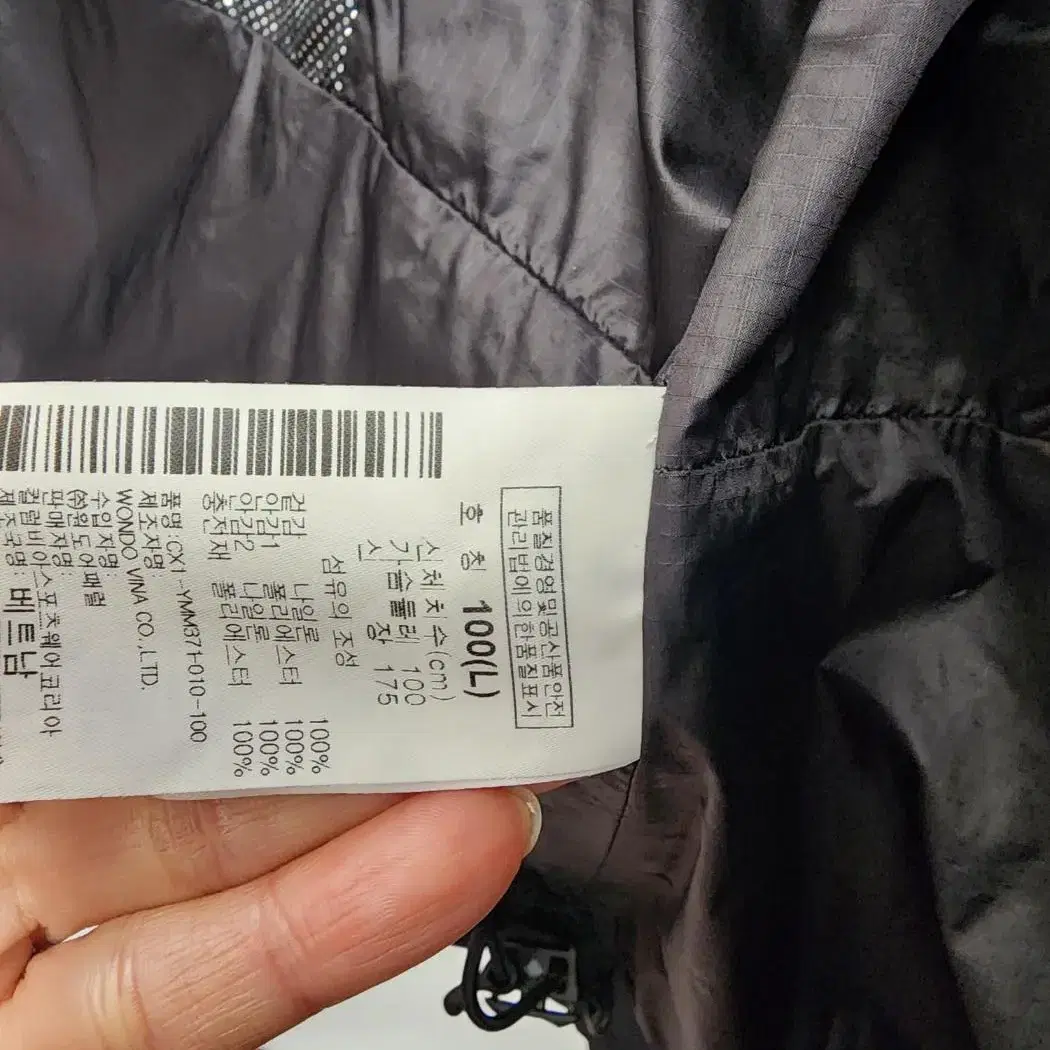 품질경영및공산품안전
관리법에의한품질표시
호 칭 100(L)
신체치수(cm)
가슴둘레 100
신 장 175
섬유의 조성
겉감 나일론 100%
안감1 폴리에스터 100%
안감2 나일론 100%
충전재 폴리에스터 100%
품명:CX1-YMM371-010-100
제조자명:
WONDO VINA CO.,LTD.
수입자명:
㈜원도어패럴
판매자명:
컬럼비아스포츠웨어코리아
제조국명: 베트남